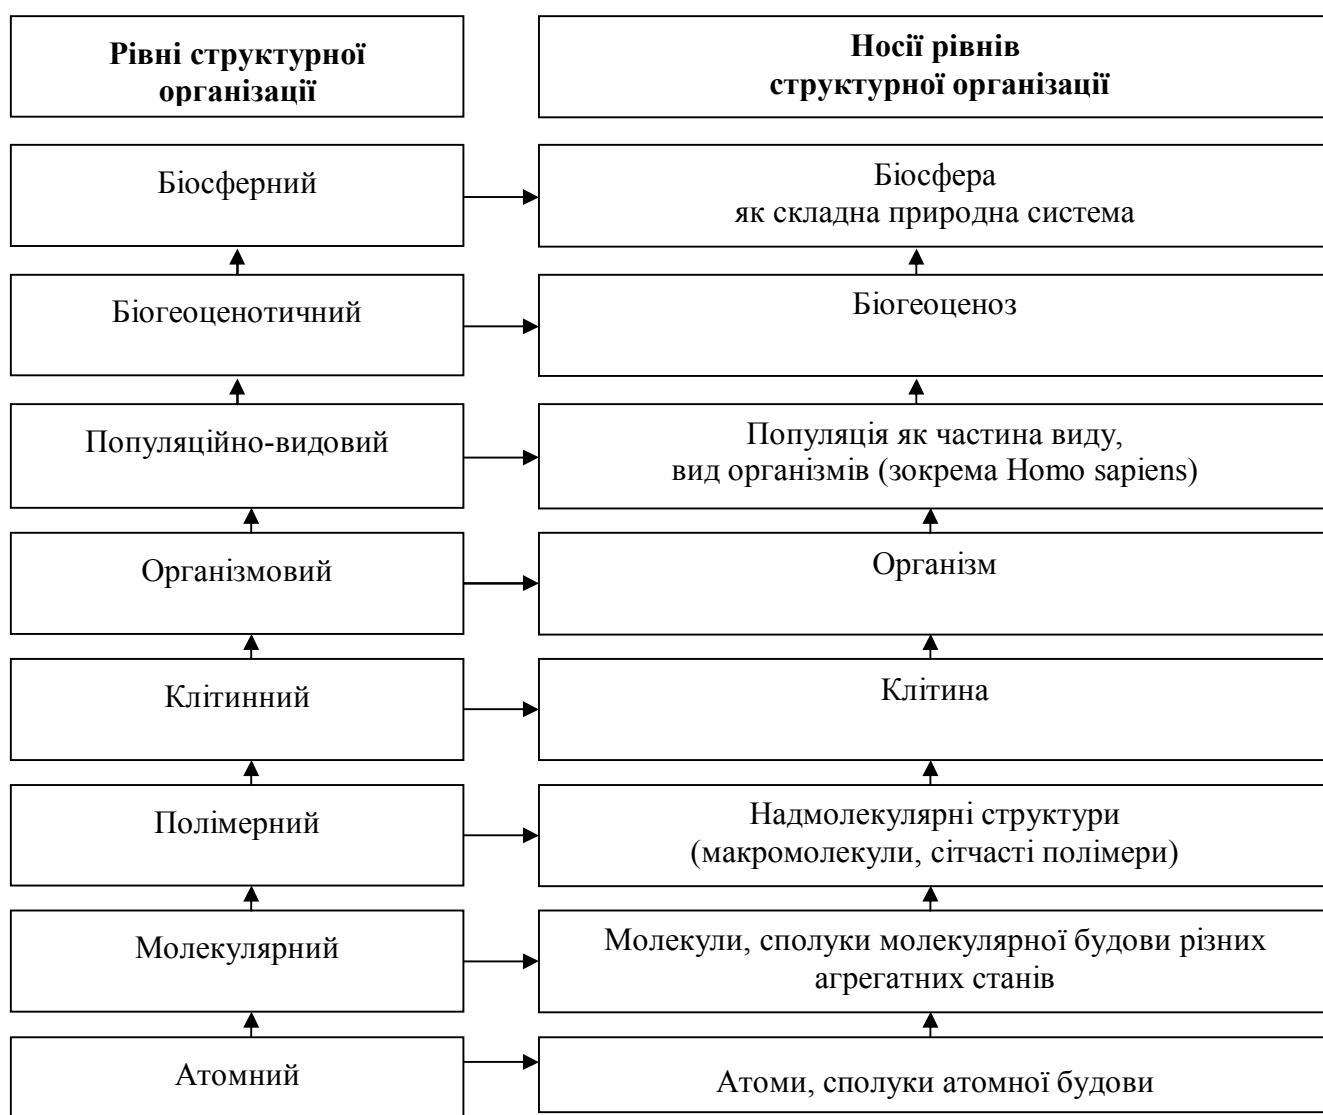 Рівні структурної
організації
Носії рівнів
структурної організації
Біосферний
Біосфера
як складна природна система
Біогеоценотичний
Біогеоценоз
Популяційно-видовий
Популяція як частина виду,
вид організмів (зокрема Homo sapiens)
Організмовий
Організм
Клітинний
Клітина
Полімерний
Надмолекулярні структури
(макромолекули, сітчасті полімери)
Молекулярний
Молекули, сполуки молекулярної будови різних
агрегатних станів
Атомний
Атоми, сполуки атомної будови